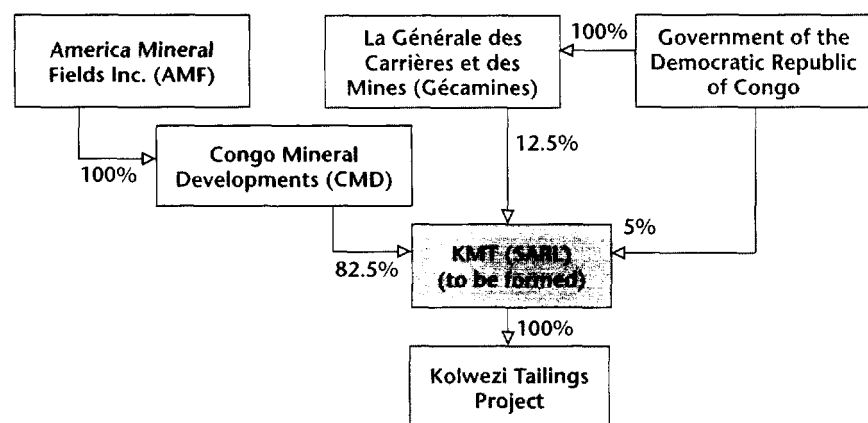 America Mineral
Fields Inc. (AMF)
La Générale des
Carrières et des
Mines (Gécamines)
100%
Government of the
Democratic Republic
of Congo
100%
Congo Mineral
Developments (CMD)
12.5%
82.5%
KMT (SARL)
(to be formed)
5%
100%
Kolwezi Tailings
Project